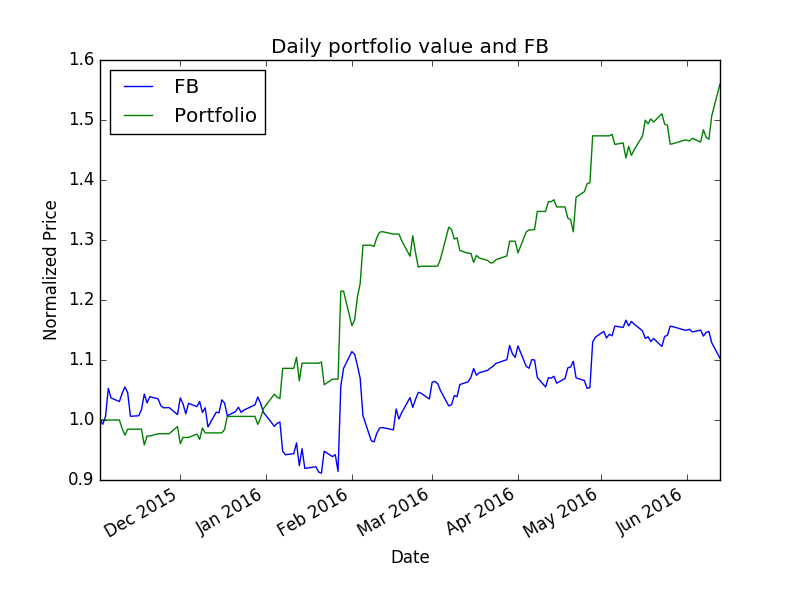 Daily portfolio value and FB
FB
Portfolio
1.6
1.5
1.4
1.3
1.2
1.1
1.0
0.9
Normalized Price
Dec 2015
Jan 2016
Feb 2016
Mar 2016
Apr 2016
May 2016
Jun 2016
Date